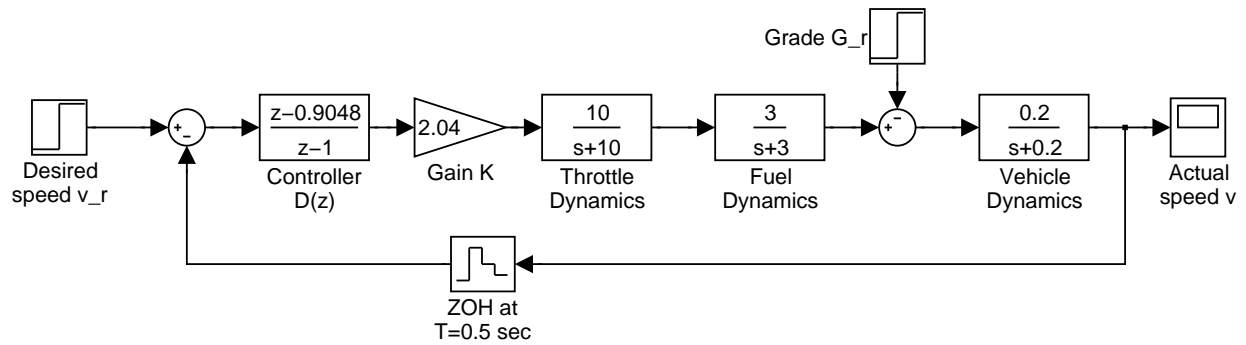 Grade G_r
Desired
speed v_r
+
−
z−0.9048
z−1
Controller
D(z)
2.04
Gain K
10
s+10
Throttle
Dynamics
3
s+3
Fuel
Dynamics
+
−
0.2
s+0.2
Vehicle
Dynamics
Actual
speed v
ZOH at
T=0.5 sec